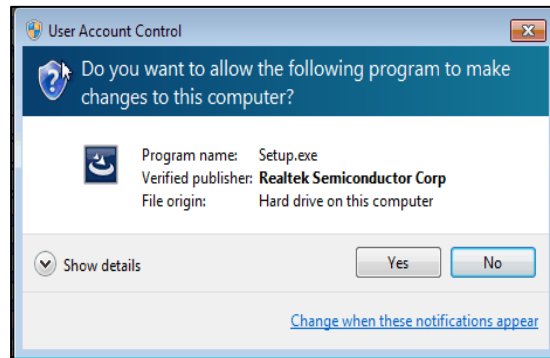 User Account Control
Do you want to allow the following program to make
changes to this computer?
Program name: Setup.exe
Verified publisher: Realtek Semiconductor Corp
File origin: Hard drive on this computer
Show details
Yes
No
Change when these notifications appear